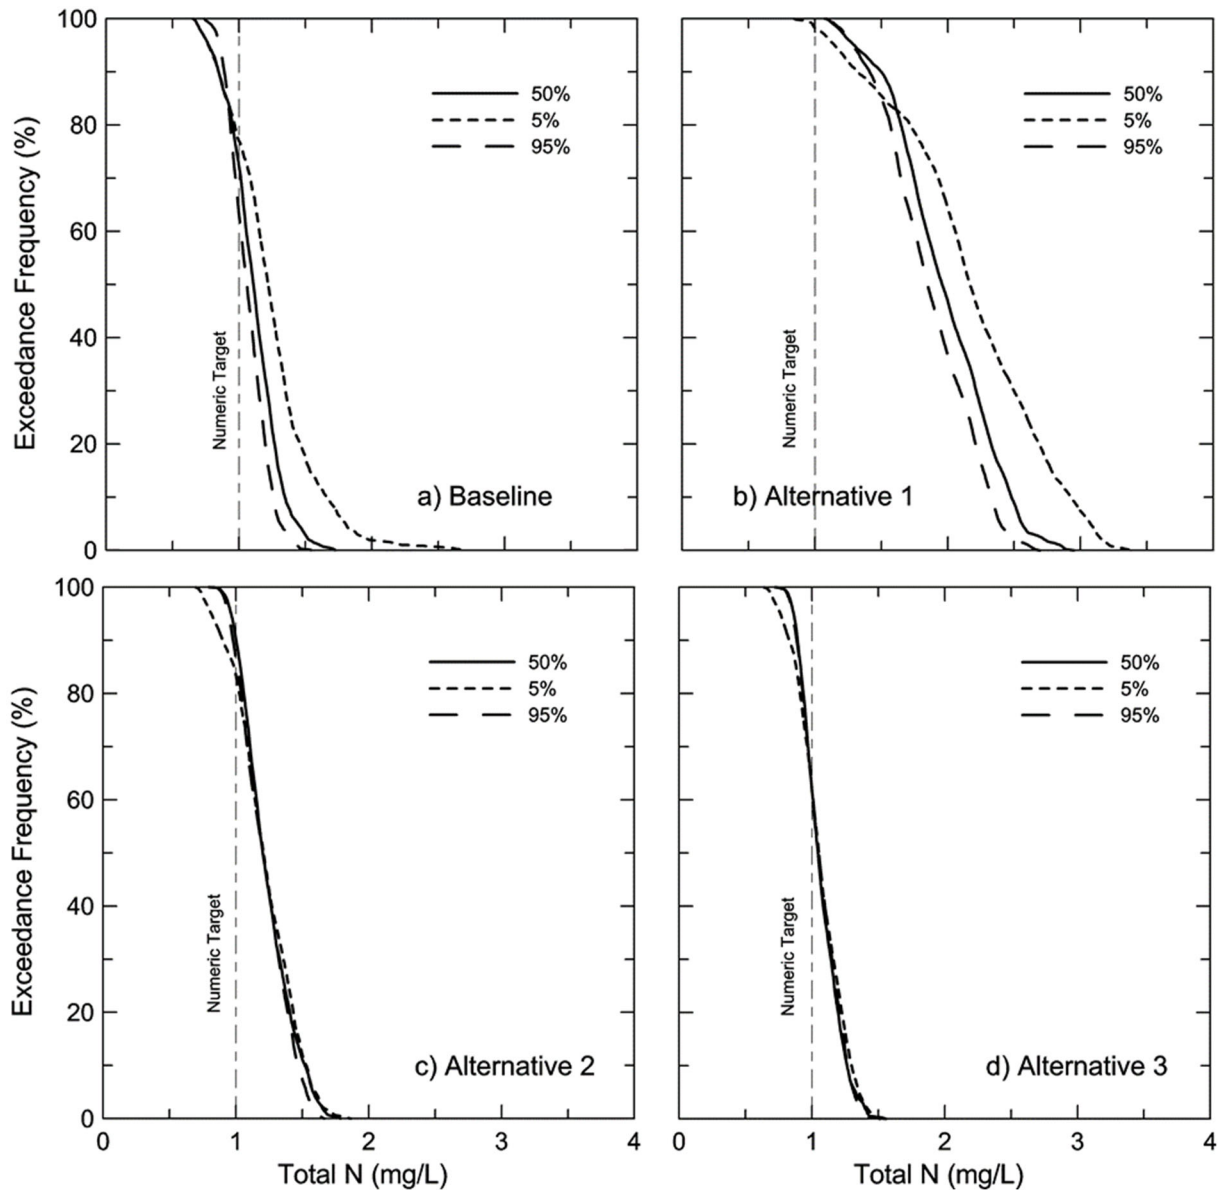 100
80
60
40
20
0
Exceedance Frequency (%)
50%
5%
95%
Numeric Target
a) Baseline
50%
5%
95%
Numeric Target
b) Alternative 1
100
80
60
40
20
0
Exceedance Frequency (%)
50%
5%
95%
Numeric Target
c) Alternative 2
0 1 2 3 4
Total N (mg/L)
50%
5%
95%
Numeric Target
d) Alternative 3
0 1 2 3 4
Total N (mg/L)